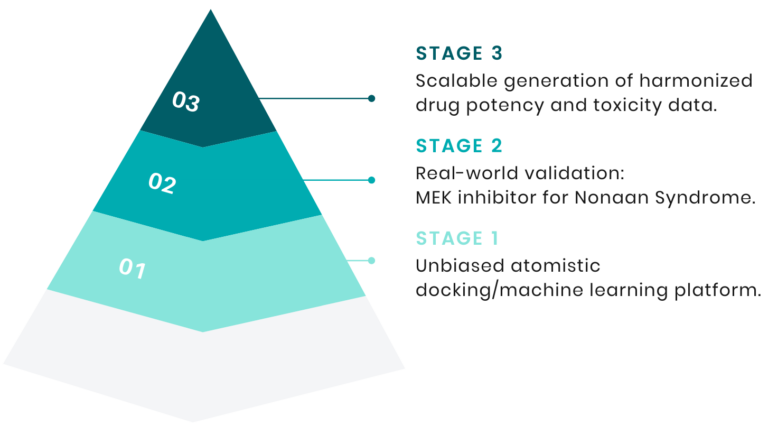 03
STAGE 3
Scalable generation of harmonized
drug potency and toxicity data.
02
STAGE 2
Real-world validation:
MEK inhibitor for Nonaan Syndrome.
01
STAGE 1
Unbiased atomistic
docking/machine learning platform.